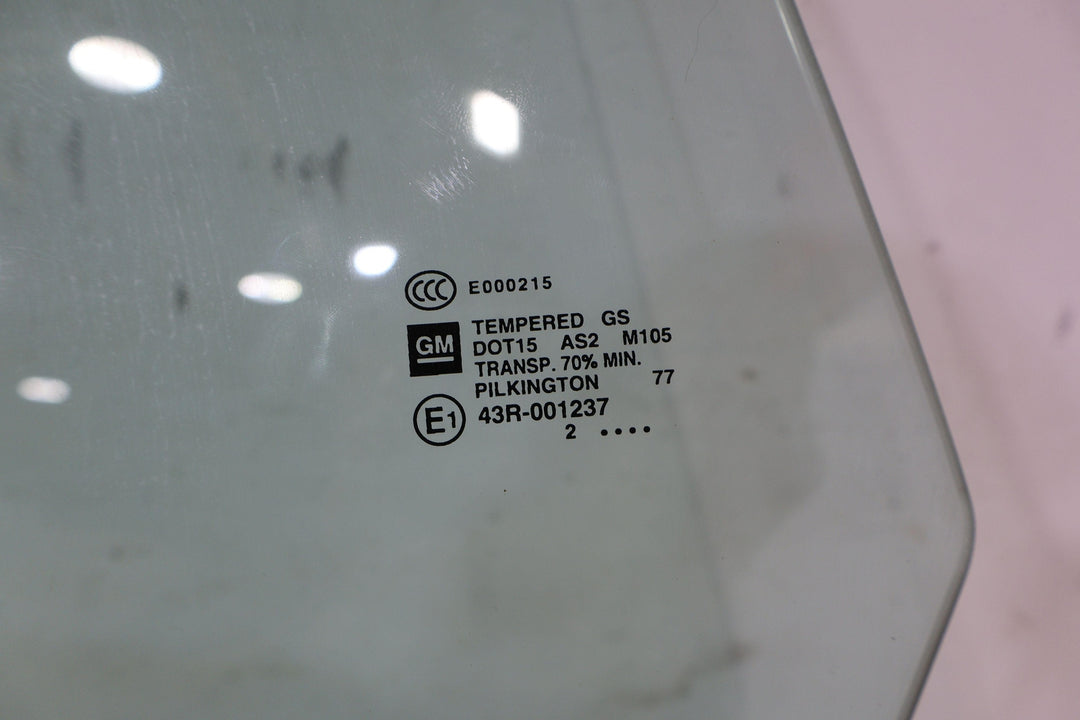 CCC E000215
GM
TEMPERED GS
DOT15 AS2 M105
TRANSP. 70% MIN.
PILKINGTON 77
E1 43R-001237
2 ....